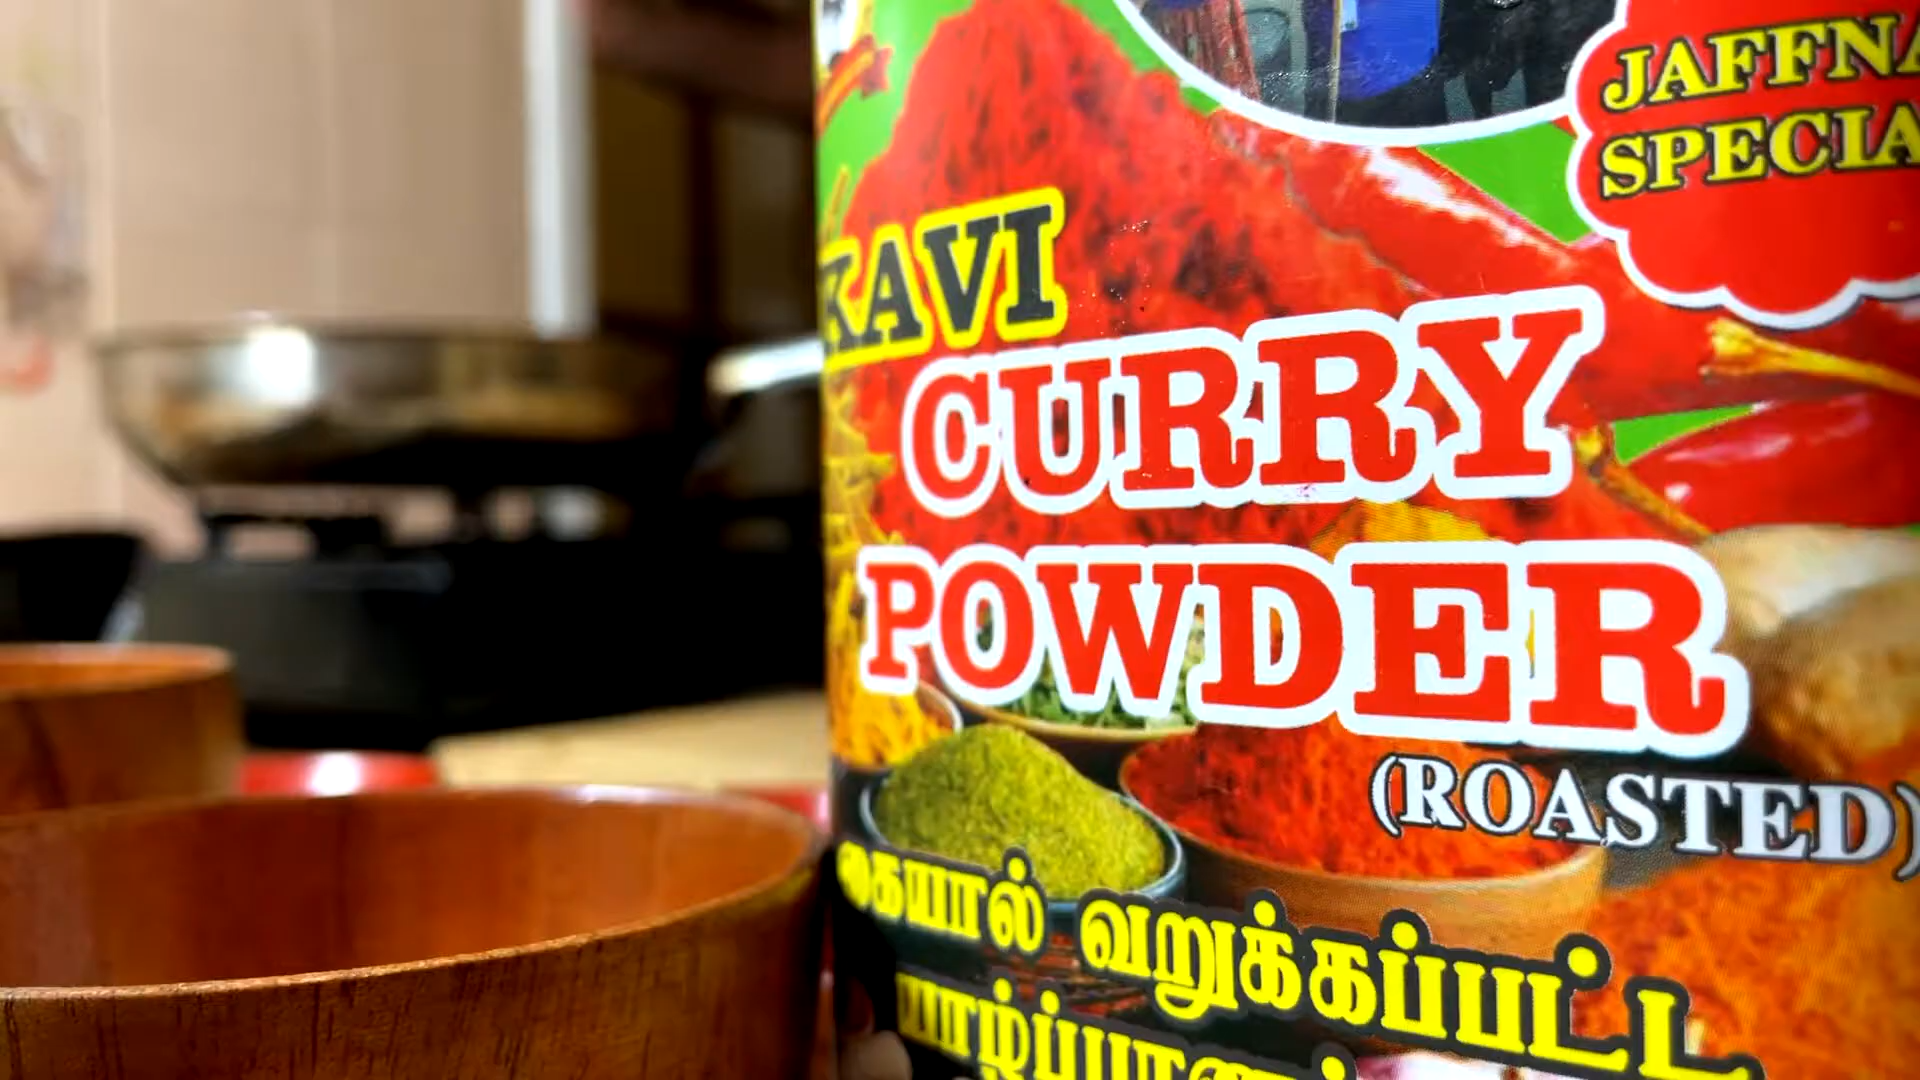 JAFFNA
SPECIA
KAVI
CURRY
POWDER
(ROASTED)
கையால் வறுக்கப்பட்ட